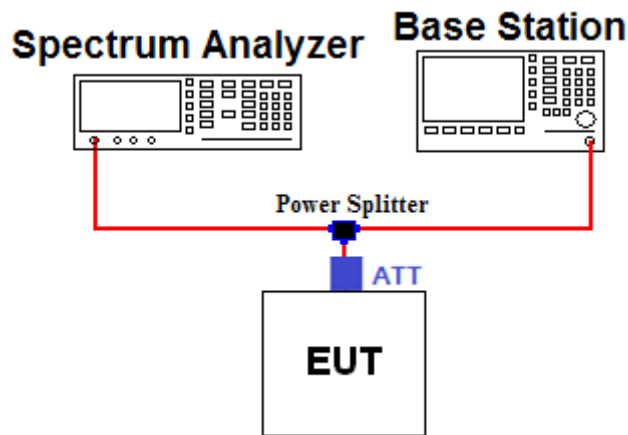 Spectrum Analyzer
Base Station
Power Splitter
ATT
EUT